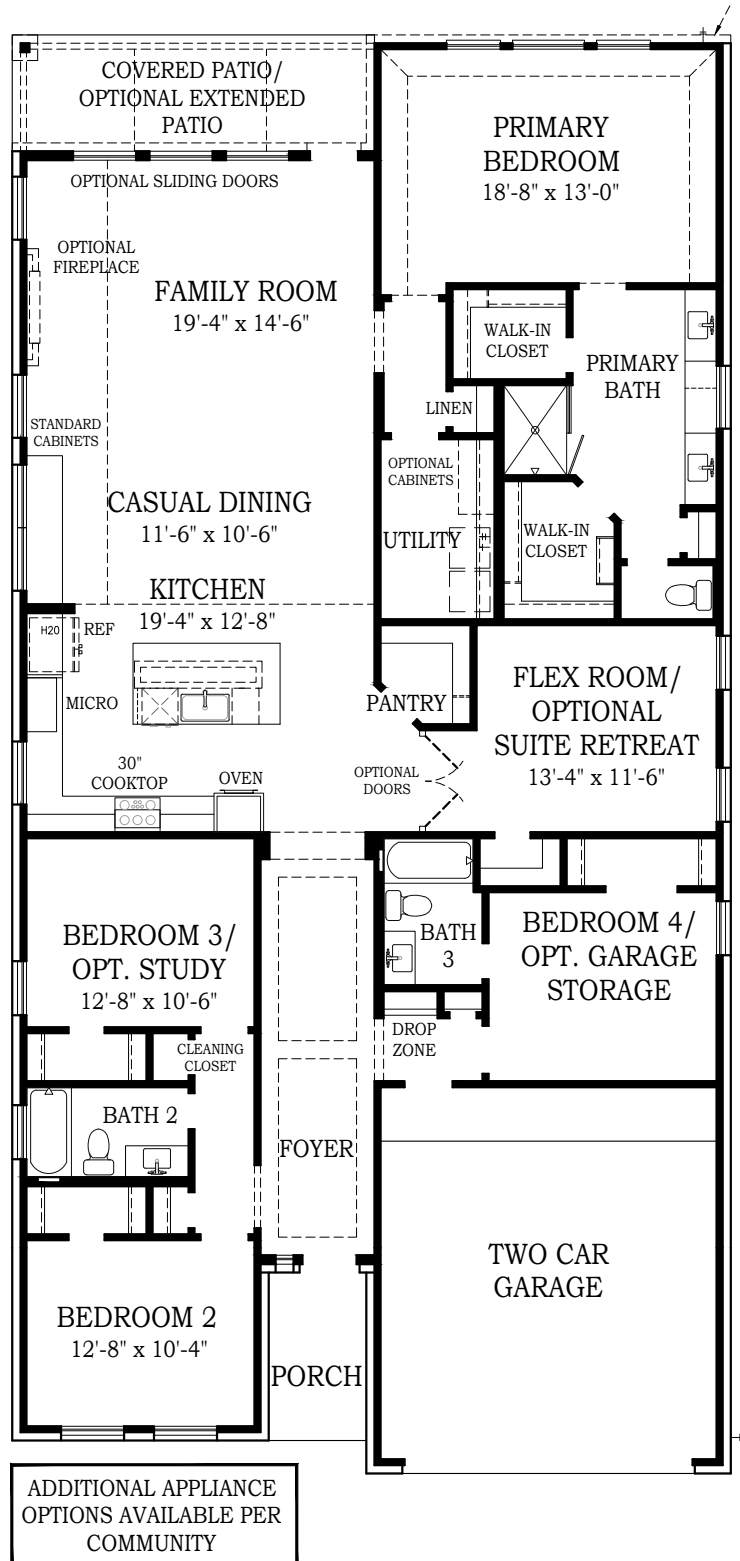 COVERED PATIO/
OPTIONAL EXTENDED
PATIO
PRIMARY
BEDROOM
18'-8" x 13'-0"
OPTIONAL SLIDING DOORS
OPTIONAL
FIREPLACE
FAMILY ROOM
19'-4" x 14'-6"
WALK-IN
CLOSET
PRIMARY
BATH
LINEN
STANDARD
CABINETS
OPTIONAL
CABINETS
CASUAL DINING
11'-6" x 10'-6"
UTILITY
WALK-IN
CLOSET
KITCHEN
19'-4" x 12'-8"
H20
REF
MICRO
PANTRY
FLEX ROOM/
OPTIONAL
SUITE RETREAT
13'-4" x 11'-6"
30"
COOKTOP
OVEN
OPTIONAL
DOORS
BEDROOM 3/
OPT. STUDY
12'-8" x 10'-6"
BATH
3
BEDROOM 4/
OPT. GARAGE
STORAGE
CLEANING
CLOSET
DROP
ZONE
BATH 2
FOYER
TWO CAR
GARAGE
BEDROOM 2
12'-8" x 10'-4"
PORCH
ADDITIONAL APPLIANCE
OPTIONS AVAILABLE PER
COMMUNITY